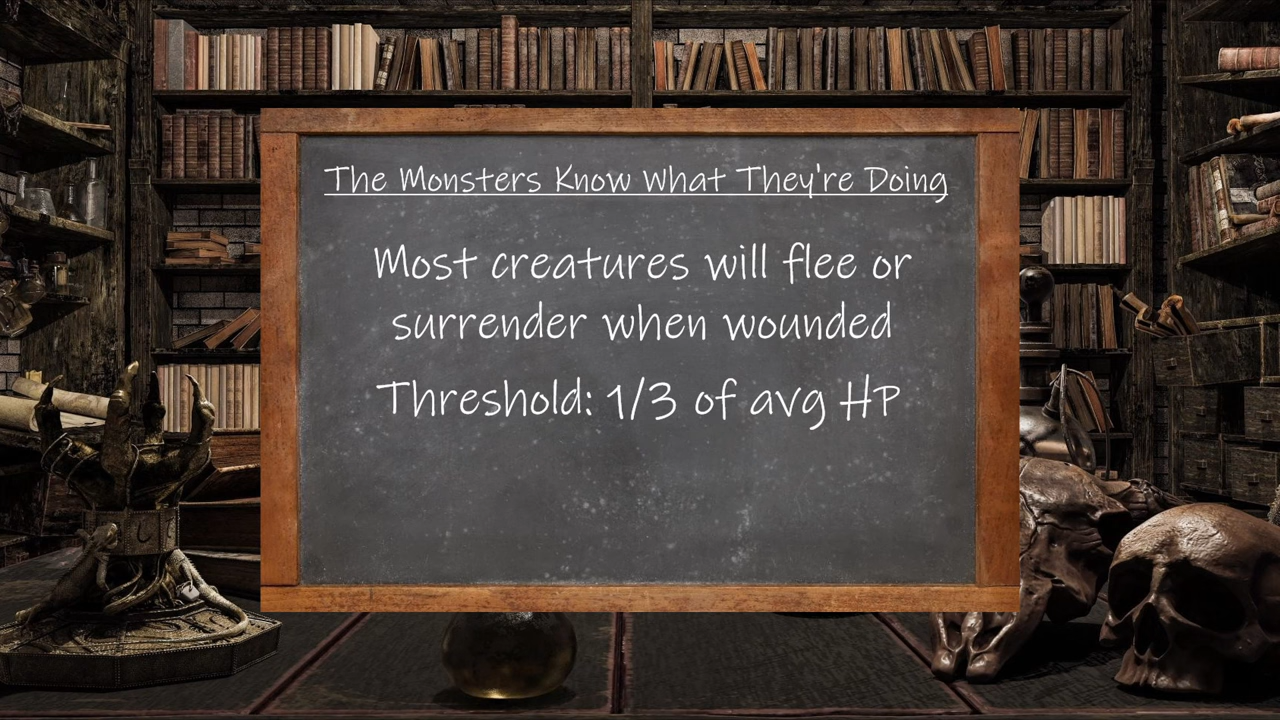 The Monsters Know What They're Doing
Most creatures will flee or
surrender when wounded
Threshold: 1/3 of avg HP